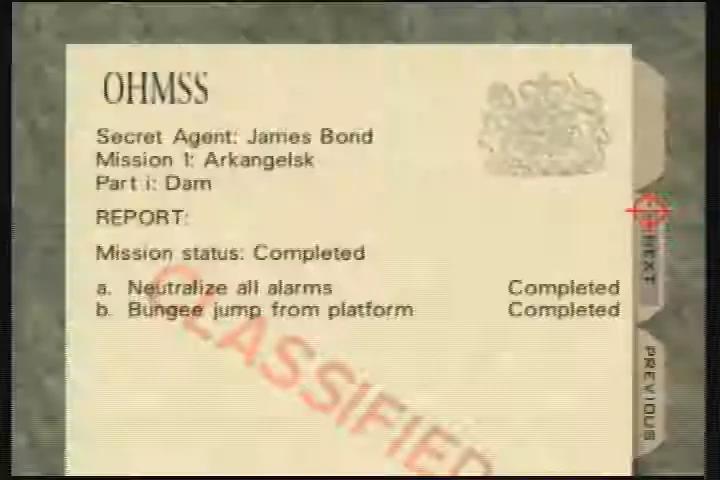 OHMSS
Secret Agent: James Bond
Mission 1: Arkangelsk
Part i: Dam
REPORT:
Mission status: Completed
a. Neutralize all alarms Completed
b. Bungee jump from platform Completed
CLASSIFIED
NEXT
PREVIOUS